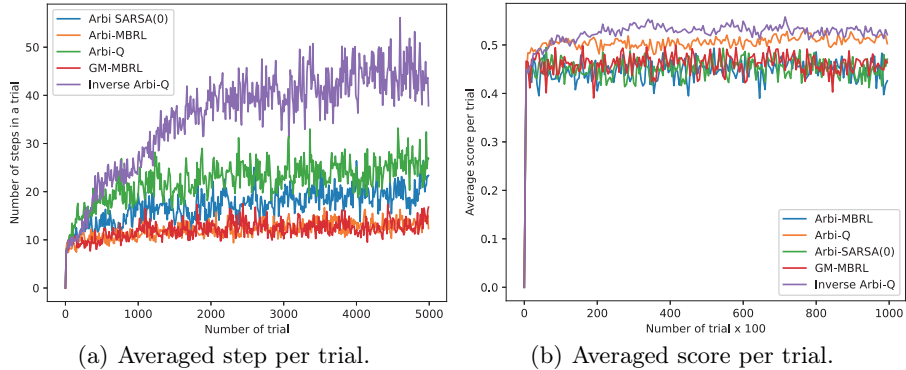 Arbi SARSA(0)
Arbi-MBRL
Arbi-Q
GM-MBRL
Inverse Arbi-Q
Number of steps in a trial
50
40
30
20
10
0
0 1000 2000 3000 4000 5000
Number of trial
(a) Averaged step per trial.
Average score per trial
0.5
0.4
0.3
0.2
0.1
0.0
Arbi-MBRL
Arbi-Q
Arbi-SARSA(0)
GM-MBRL
Inverse Arbi-Q
0 200 400 600 800 1000
Number of trial x 100
(b) Averaged score per trial.